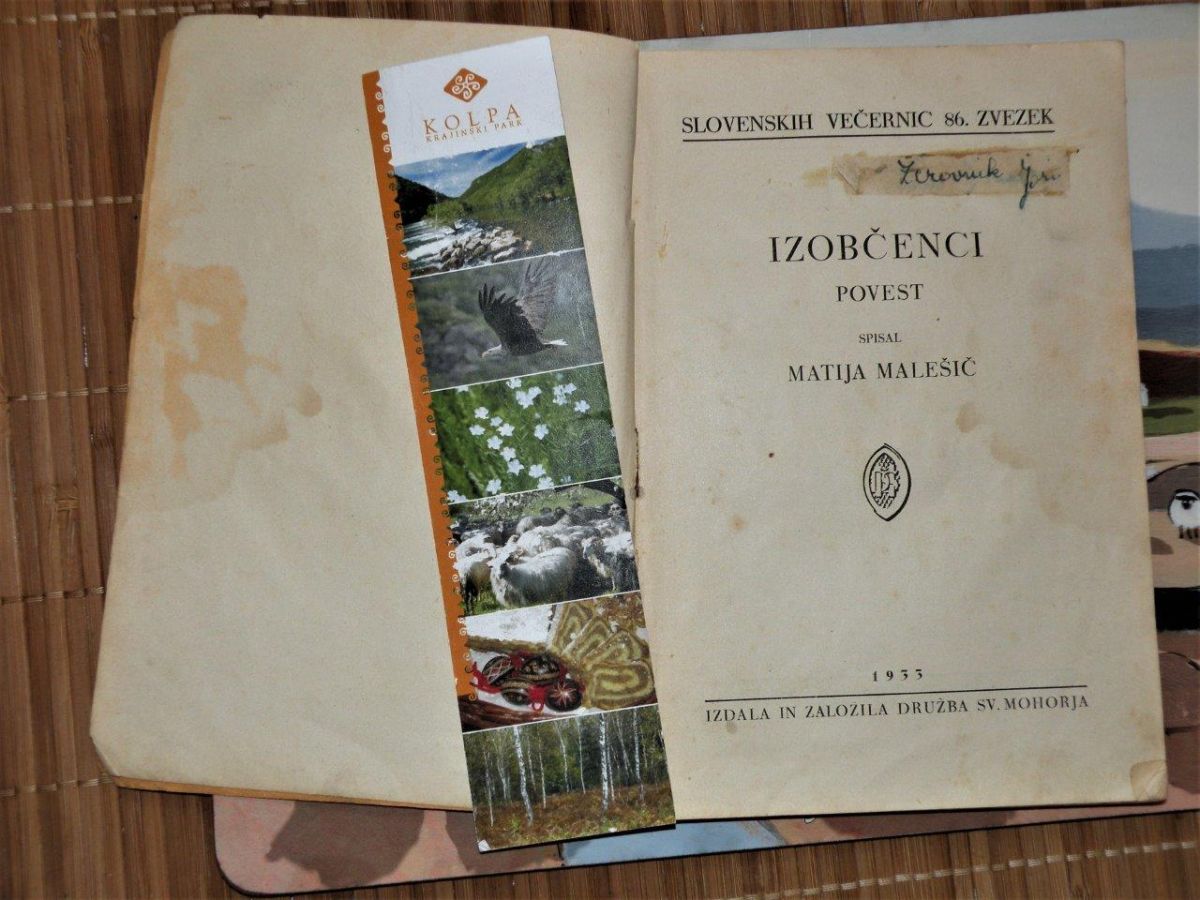 KOLPA
KRAJINSKI PARK
SLOVENSKIH VEČERNIC 86. ZVEZEK
Žerovnik
IZOBČENCI
POVEST
SPISAL
MATIJA MALEŠIČ
1933
IZDALA IN ZALOŽILA DRUŽBA SV. MOHORJA